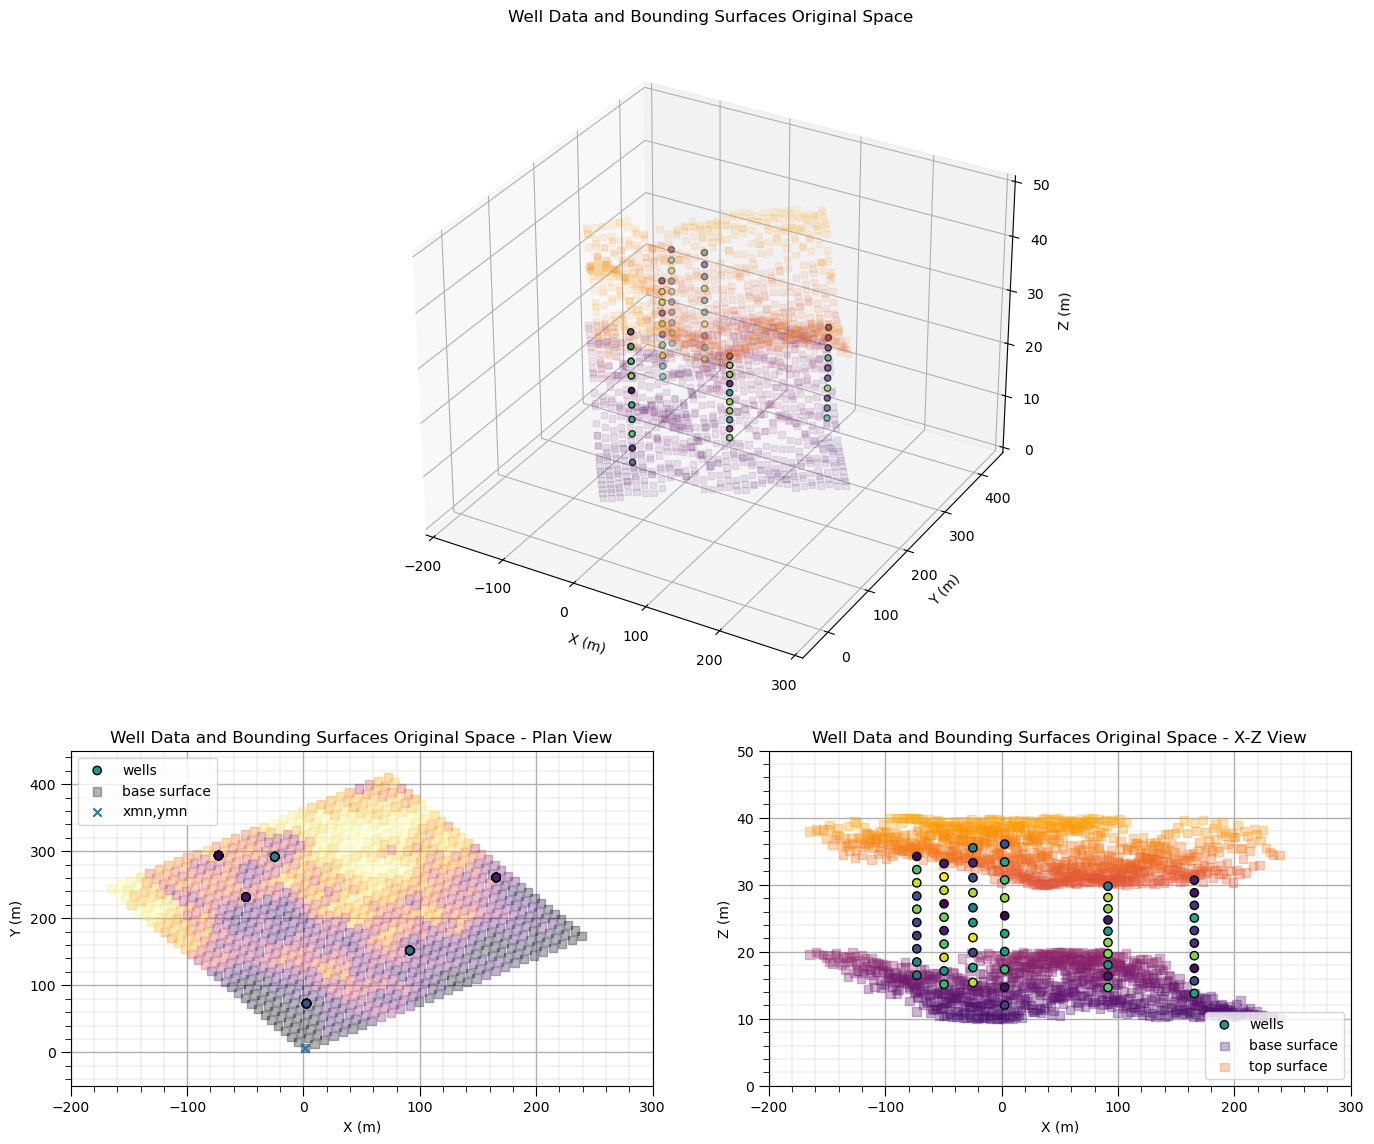 Well Data and Bounding Surfaces Original Space
50
40
30
20
10
0
Z (m)
400
300
200
100
0
Y (m)
−200
−100
0
100
200
300
X (m)
Well Data and Bounding Surfaces Original Space - Plan View
wells
base surface
xmn,ymn
400
300
200
100
0
Y (m)
−200
−100
0
100
200
300
X (m)
Well Data and Bounding Surfaces Original Space - X-Z View
50
40
30
20
10
0
Z (m)
wells
base surface
top surface
−200
−100
0
100
200
300
X (m)